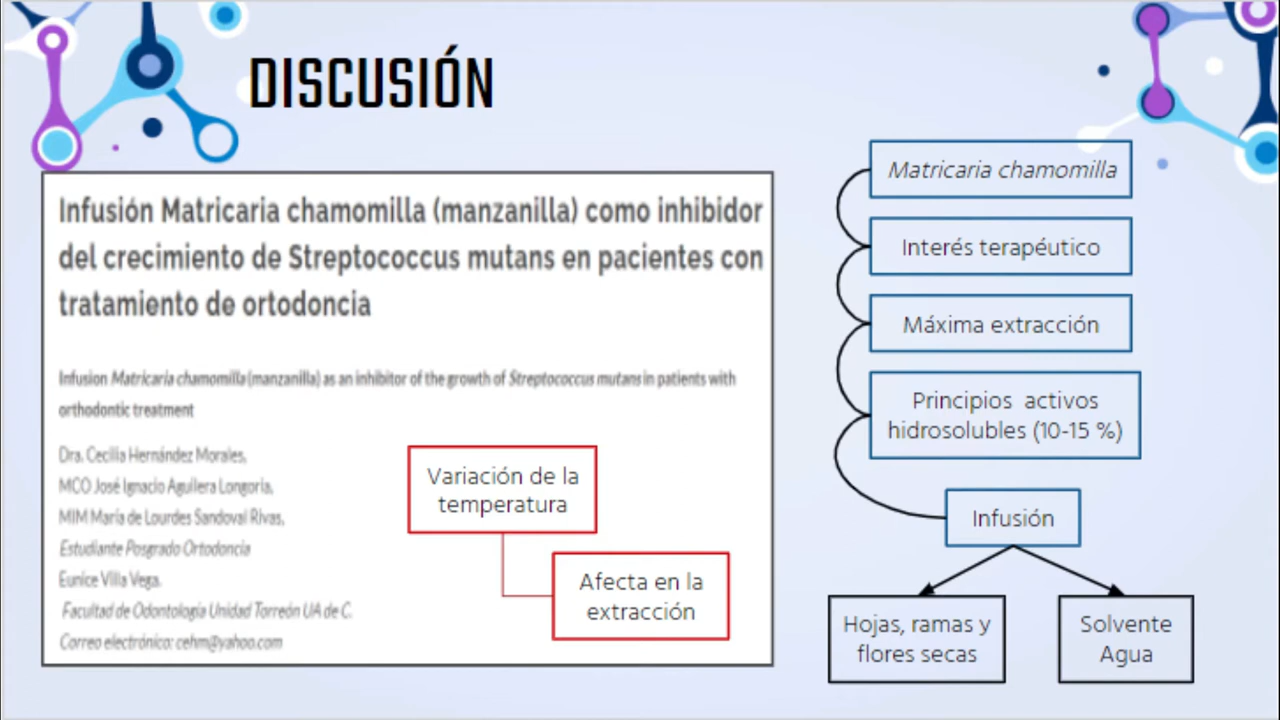 DISCUSIÓN
Infusión Matricaria chamomilla (manzanilla) como inhibidor
del crecimiento de Streptococcus mutans en pacientes con
tratamiento de ortodoncia
Infusion Matricaria chamomilla (manzanilla) as an inhibitor of the growth of Streptococcus mutans in patients with
orthodontic treatment
Dra. Cecilia Hernández Morales,
MCO José Ignacio Aguilera Longoria,
MIM María de Lourdes Sandoval Rivas,
Estudiante Posgrado Ortodoncia
Eunice Villa Vega.
Facultad de Odontología Unidad Torreón UA de C.
Correo electrónico: cehm@yahoo.com
Variación de la
temperatura
Afecta en la
extracción
Matricaria chamomilla
Interés terapéutico
Máxima extracción
Principios activos
hidrosolubles (10-15 %)
Infusión
Hojas, ramas y
flores secas
Solvente
Agua